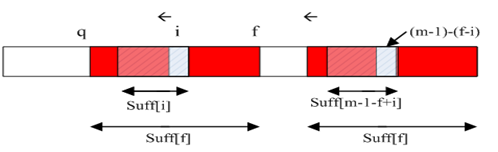 q i f (m-1)-(f-i)
Suff[i] Suff[m-1-f+i]
Suff[f] Suff[f]